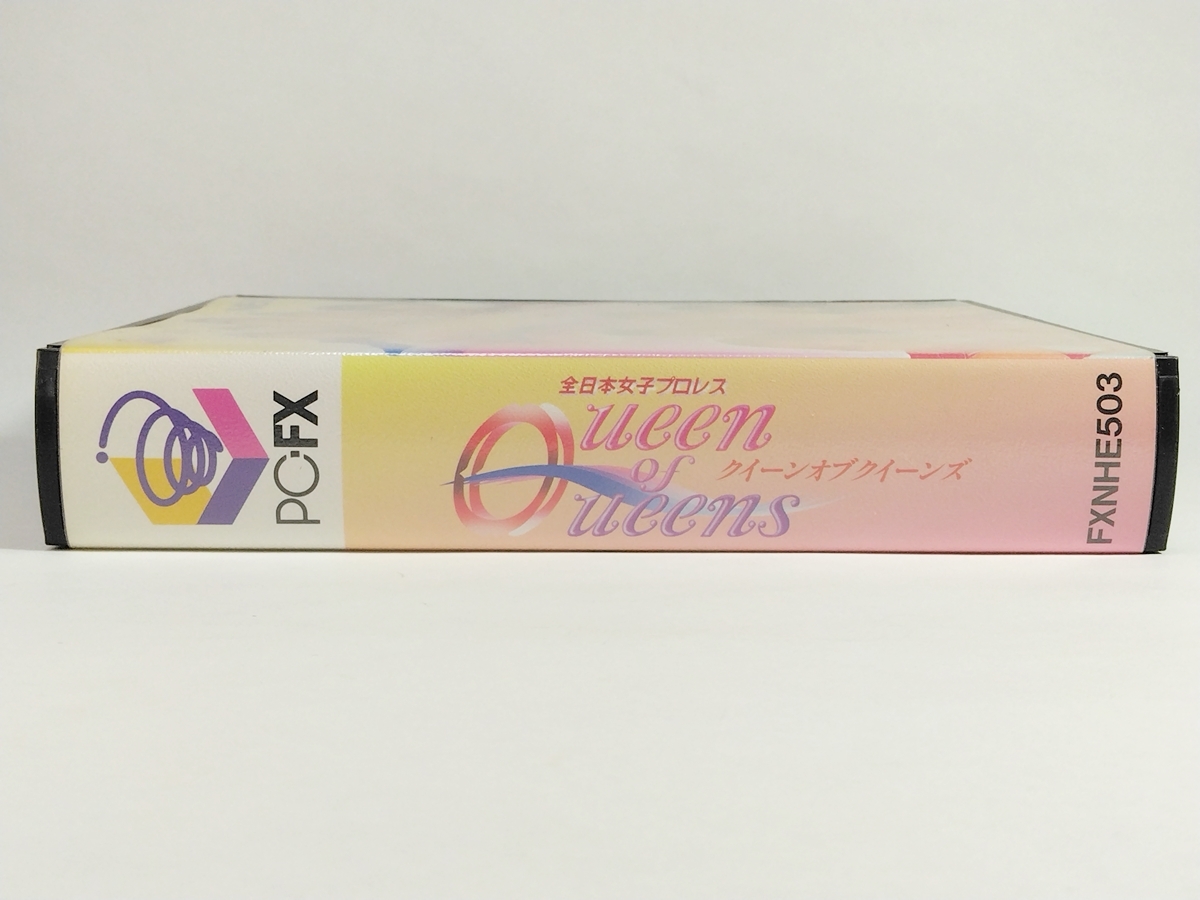 PC-FX
全日本女子プロレス
Queen
of
クイーンオブクイーンズ
Queens
FXNHE503